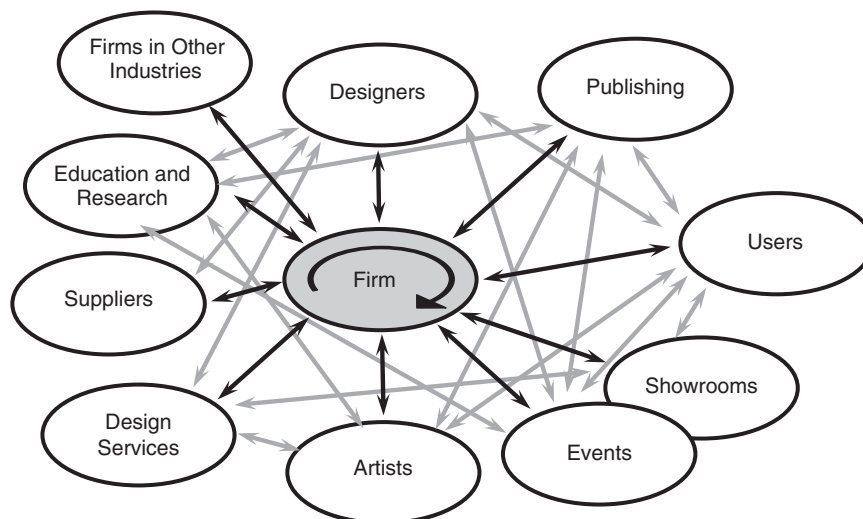 Firms in Other
Industries
Designers
Publishing
Education and
Research
Users
Firm
Suppliers
Showrooms
Design
Services
Artists
Events